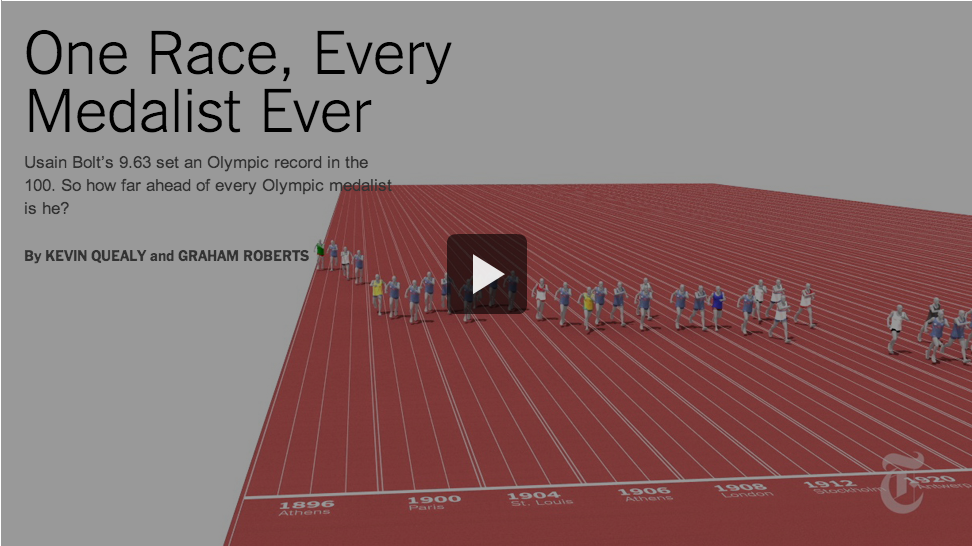 One Race, Every
Medalist Ever
Usain Bolt’s 9.63 set an Olympic record in the
100. So how far ahead of every Olympic medalist
is he?
By KEVIN QUEALY and GRAHAM ROBERTS
1896
Athens
1900
Paris
1904
St. Louis
1906
Athens
1908
London
1912
Stockholm
1920
Antwerp
T